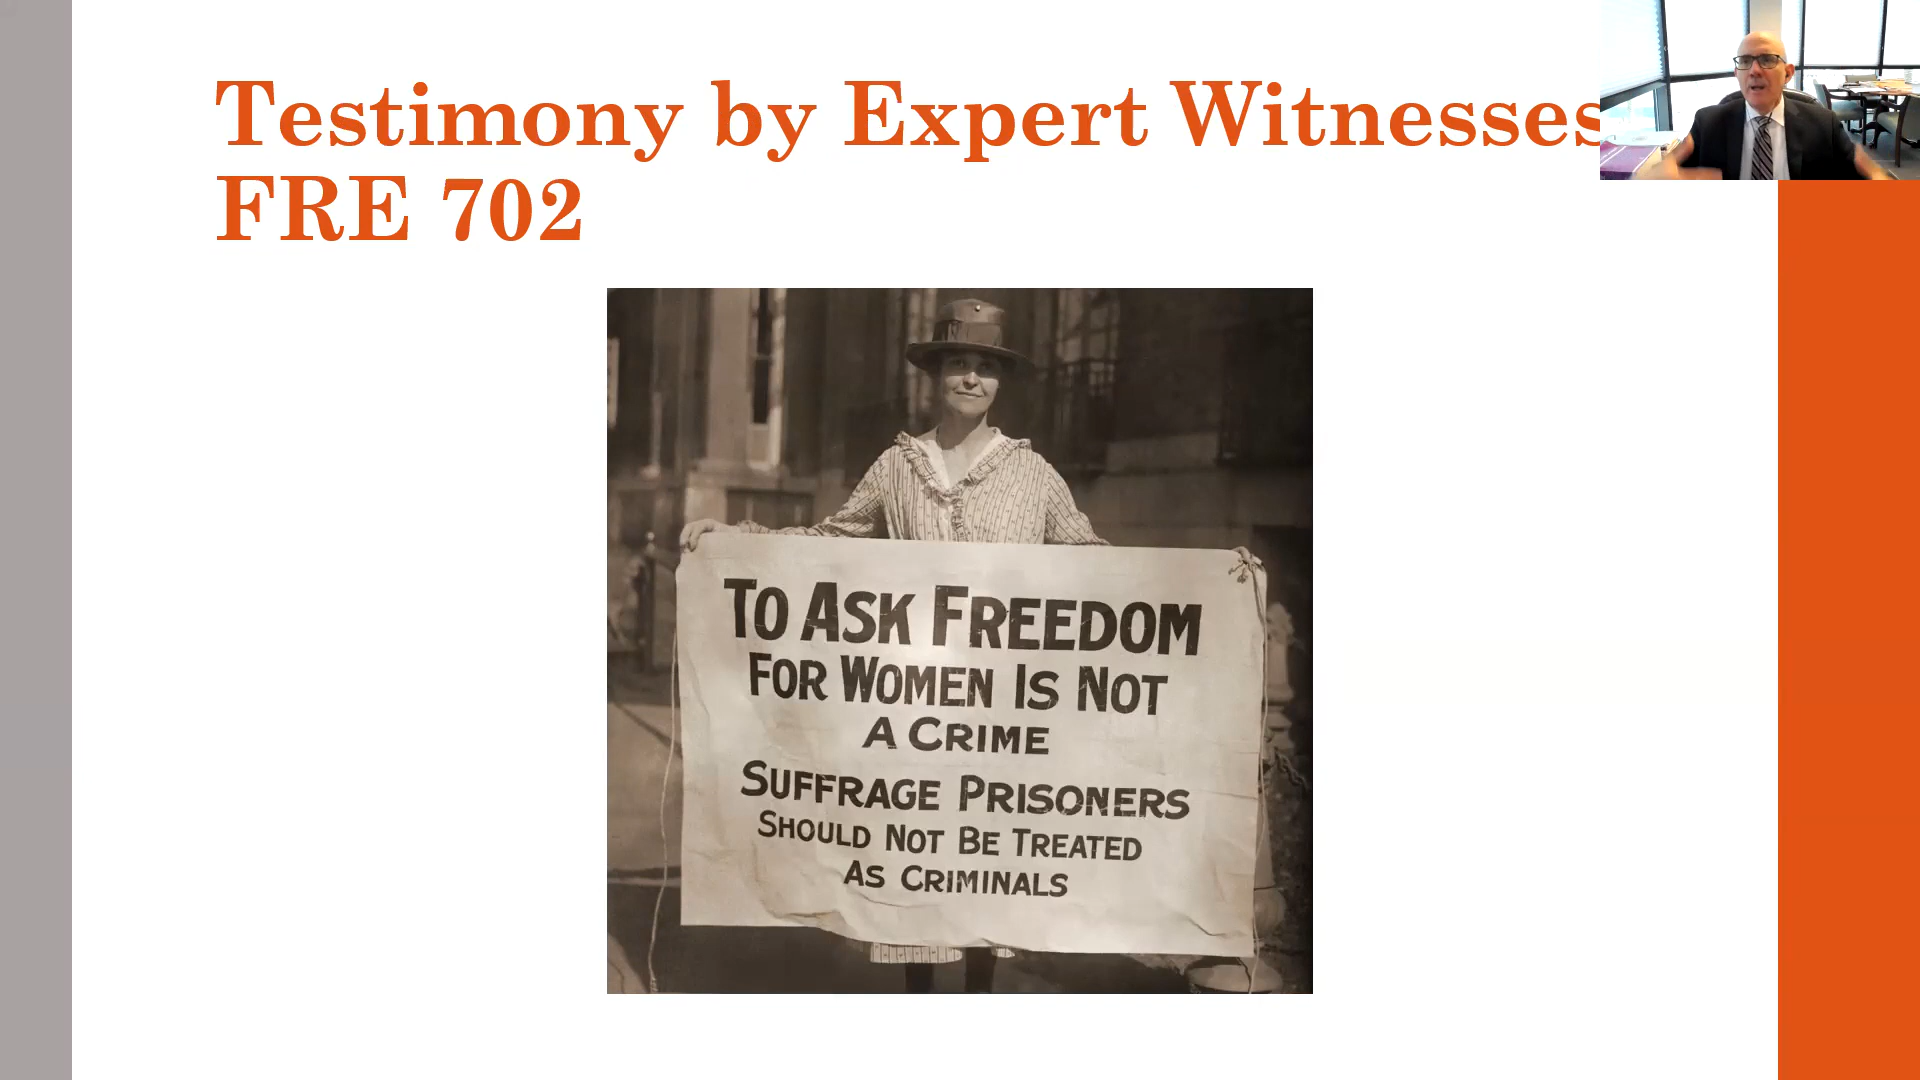 Testimony by Expert Witnesses
FRE 702
TO ASK FREEDOM
FOR WOMEN IS NOT
A CRIME
SUFFRAGE PRISONERS
SHOULD NOT BE TREATED
AS CRIMINALS